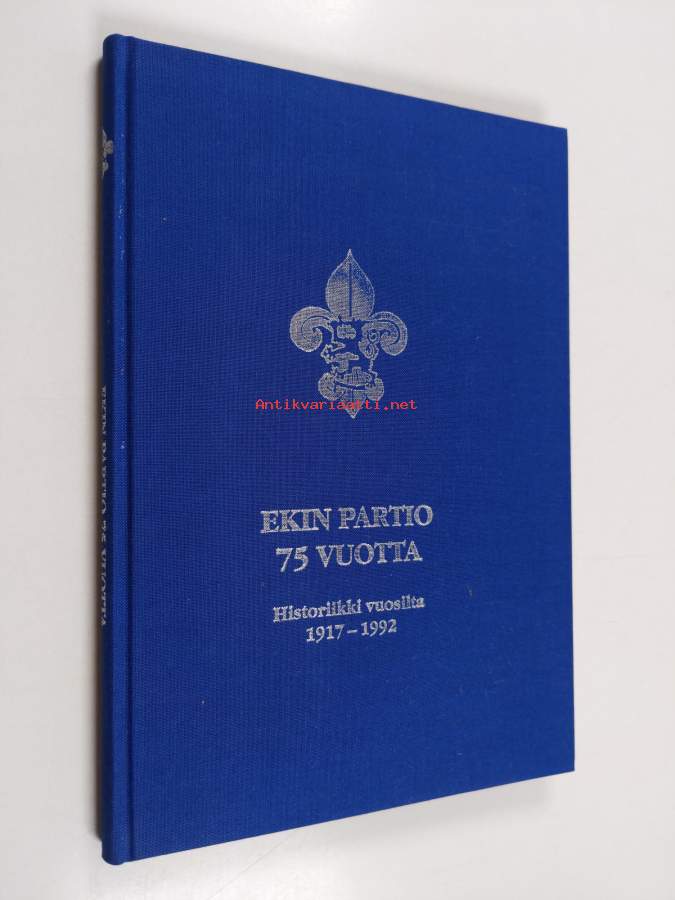 Antikvariaatti.net
EKIN PARTIO
75 VUOTTA
Historiikki vuosilta
1917 – 1992
EKIN PARTIO 75 VUOTTA